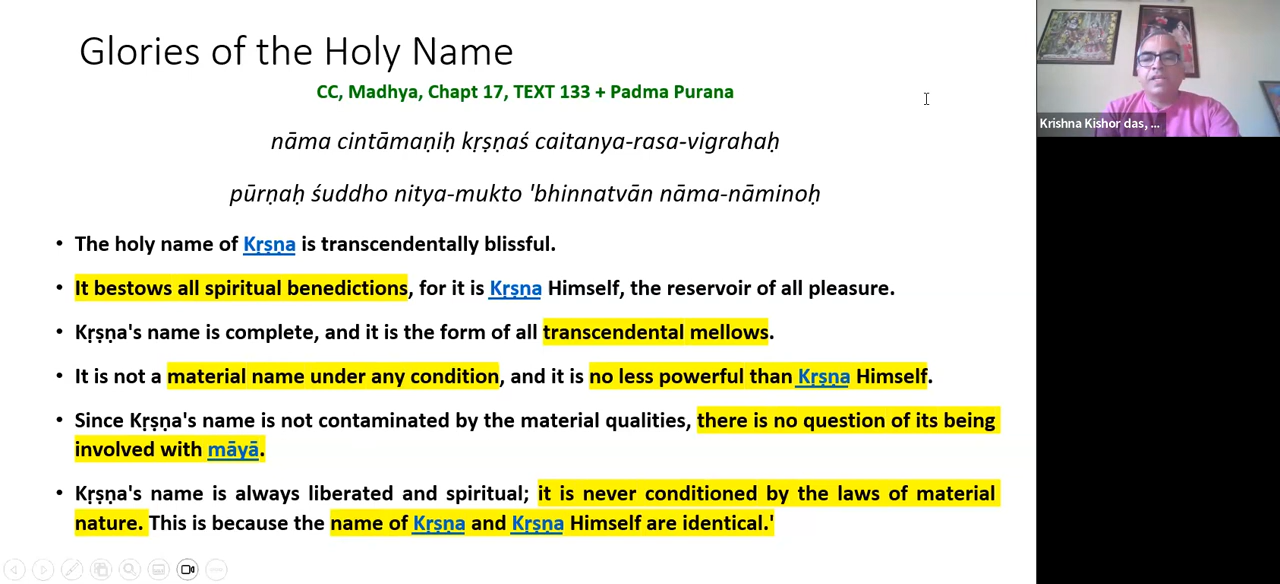 Glories of the Holy Name
CC, Madhya, Chapt 17, TEXT 133 + Padma Purana
nāma cintāmaṇiḥ kṛṣṇaś caitanya-rasa-vigrahaḥ
pūrṇaḥ śuddho nitya-mukto 'bhinnatvān nāma-nāminoḥ
• The holy name of Kṛṣṇa is transcendentally blissful.
• It bestows all spiritual benedictions, for it is Kṛṣṇa Himself, the reservoir of all pleasure.
• Kṛṣṇa's name is complete, and it is the form of all transcendental mellows.
• It is not a material name under any condition, and it is no less powerful than Kṛṣṇa Himself.
• Since Kṛṣṇa's name is not contaminated by the material qualities, there is no question of its being
involved with māyā.
• Kṛṣṇa's name is always liberated and spiritual; it is never conditioned by the laws of material
nature. This is because the name of Kṛṣṇa and Kṛṣṇa Himself are identical.'
Krishna Kishor das, ...